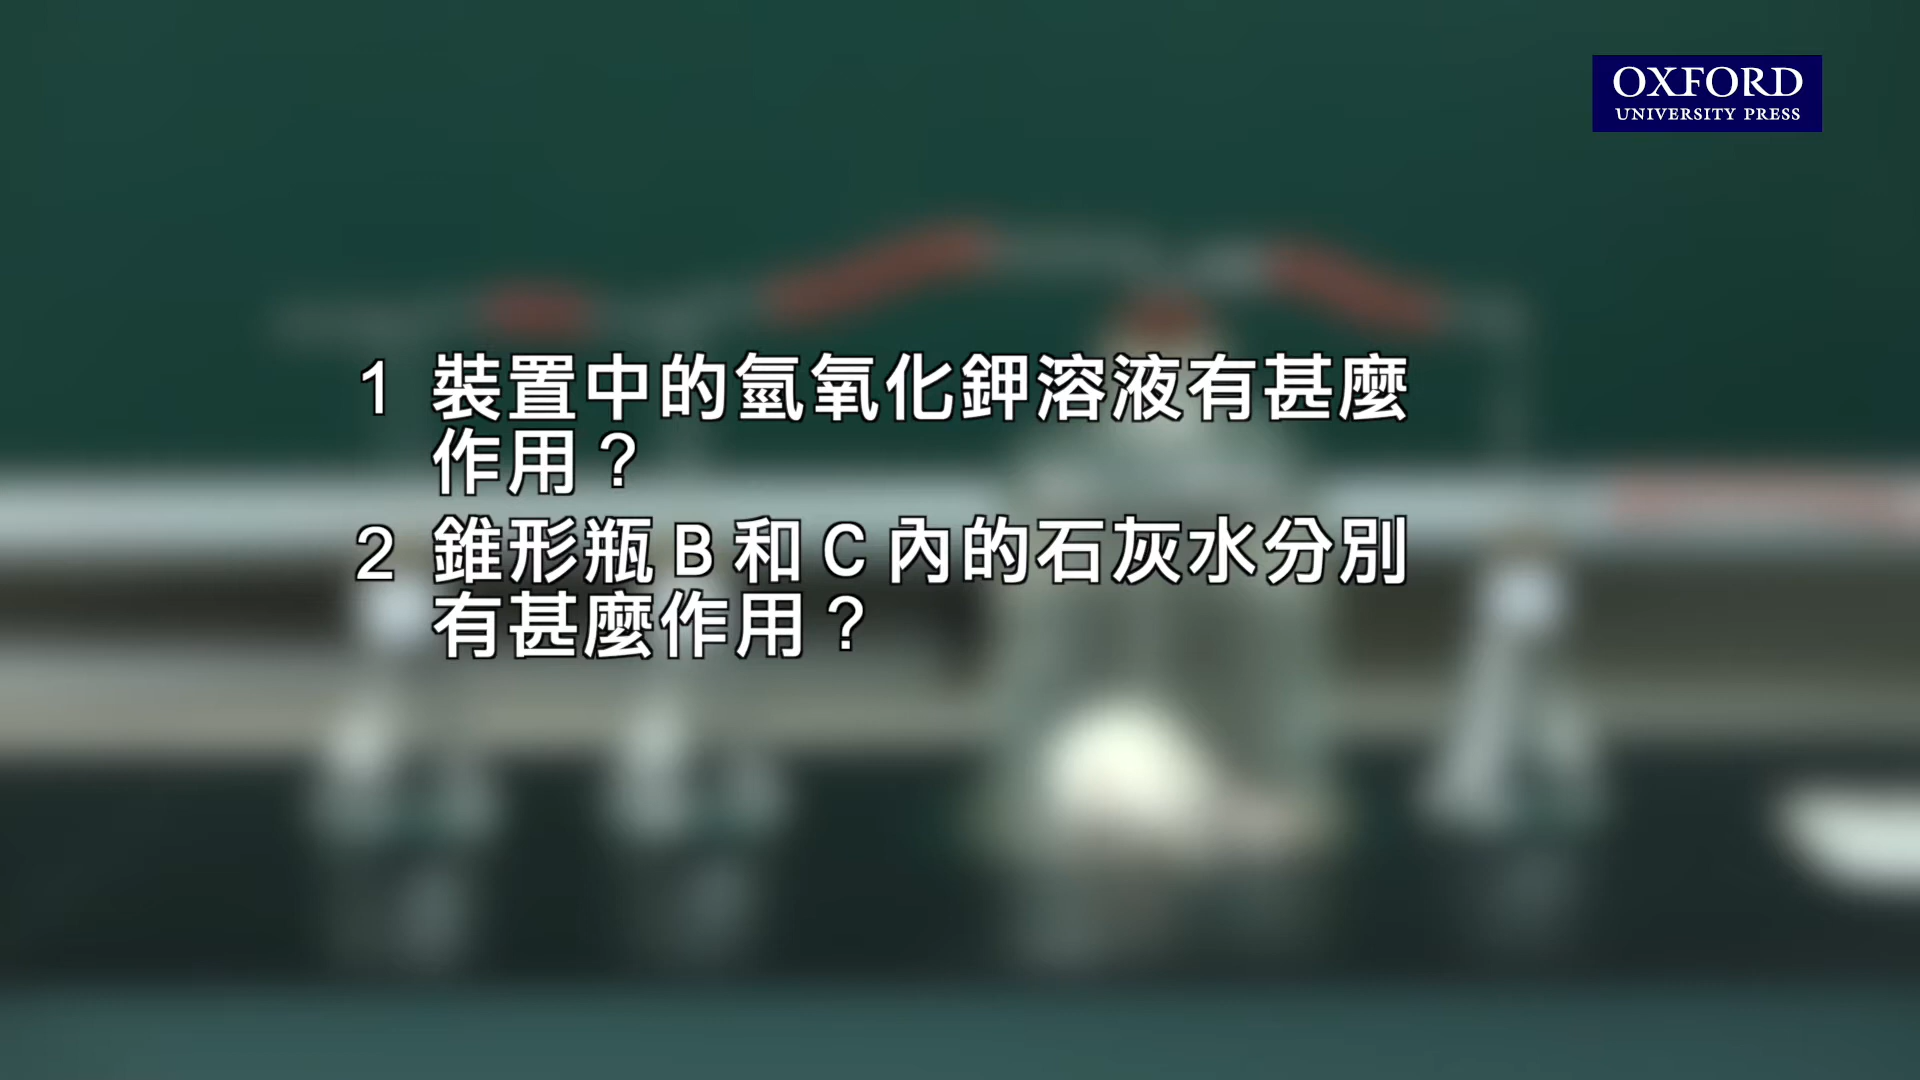 OXFORD
UNIVERSITY PRESS
1 裝置中的氫氧化鉀溶液有甚麼
作用？
2 錐形瓶 B 和 C 內的石灰水分別
有甚麼作用？